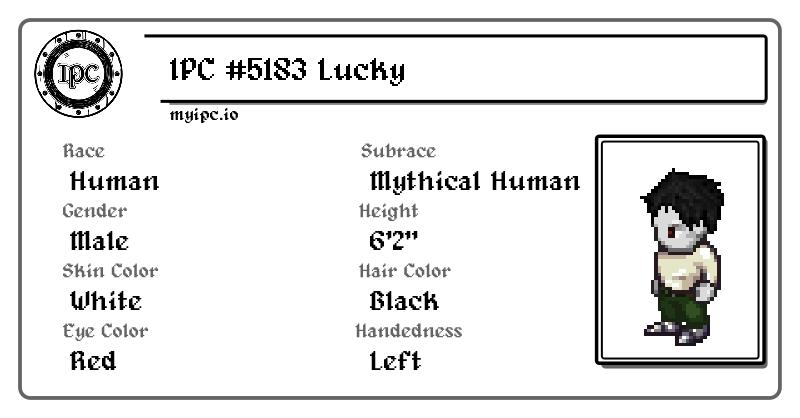 IPC
IPC #5183 Lucky
myipc.io
Race
Subrace
Human
Mythical Human
Gender
Height
Male
6'2"
Skin Color
Hair Color
White
Black
Eye Color
Handedness
Red
Left